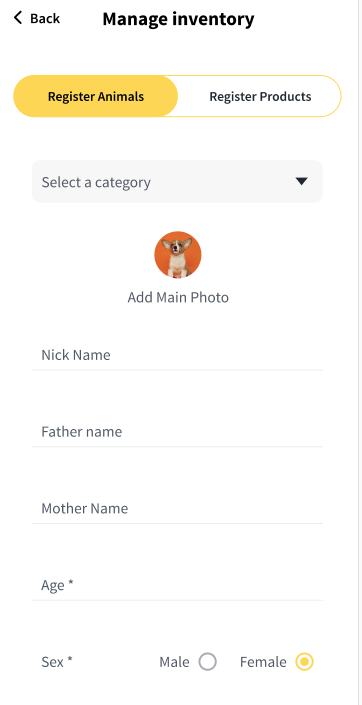 Back
Manage inventory
Register Animals
Register Products
Select a category
Add Main Photo
Nick Name
Father name
Mother Name
Age *
Sex * Male Female